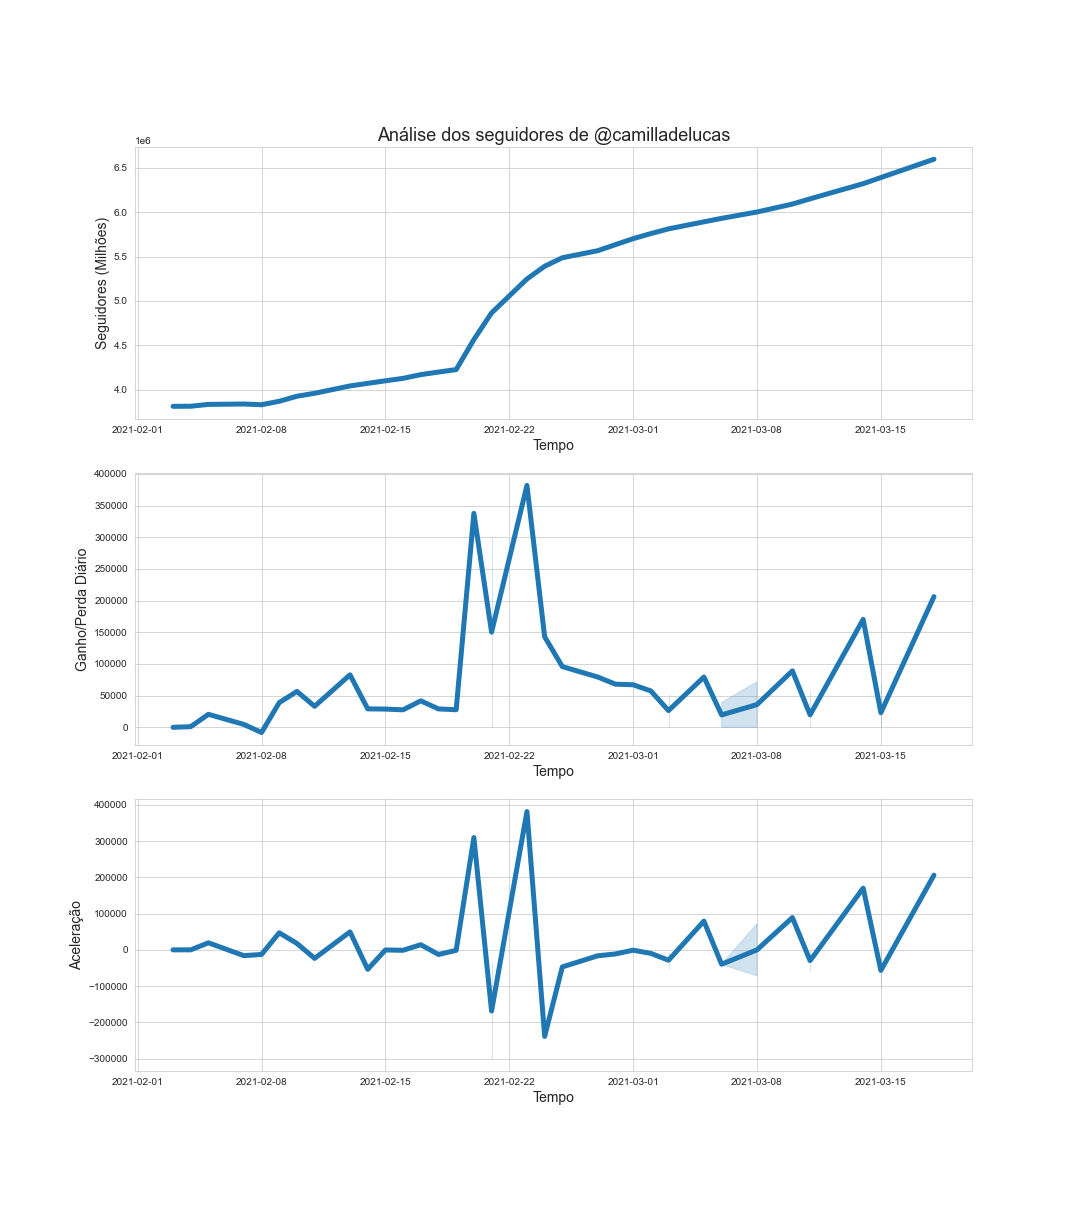 Análise dos seguidores de @camilladelucas
1e6
6.5
6.0
5.5
5.0
4.5
4.0
Seguidores (Milhões)
2021-02-01 2021-02-08 2021-02-15 2021-02-22 2021-03-01 2021-03-08 2021-03-15
Tempo
400000
350000
300000
250000
200000
150000
100000
50000
0
Ganho/Perda Diário
2021-02-01 2021-02-08 2021-02-15 2021-02-22 2021-03-01 2021-03-08 2021-03-15
Tempo
400000
300000
200000
100000
0
−100000
−200000
−300000
Aceleração
2021-02-01 2021-02-08 2021-02-15 2021-02-22 2021-03-01 2021-03-08 2021-03-15
Tempo